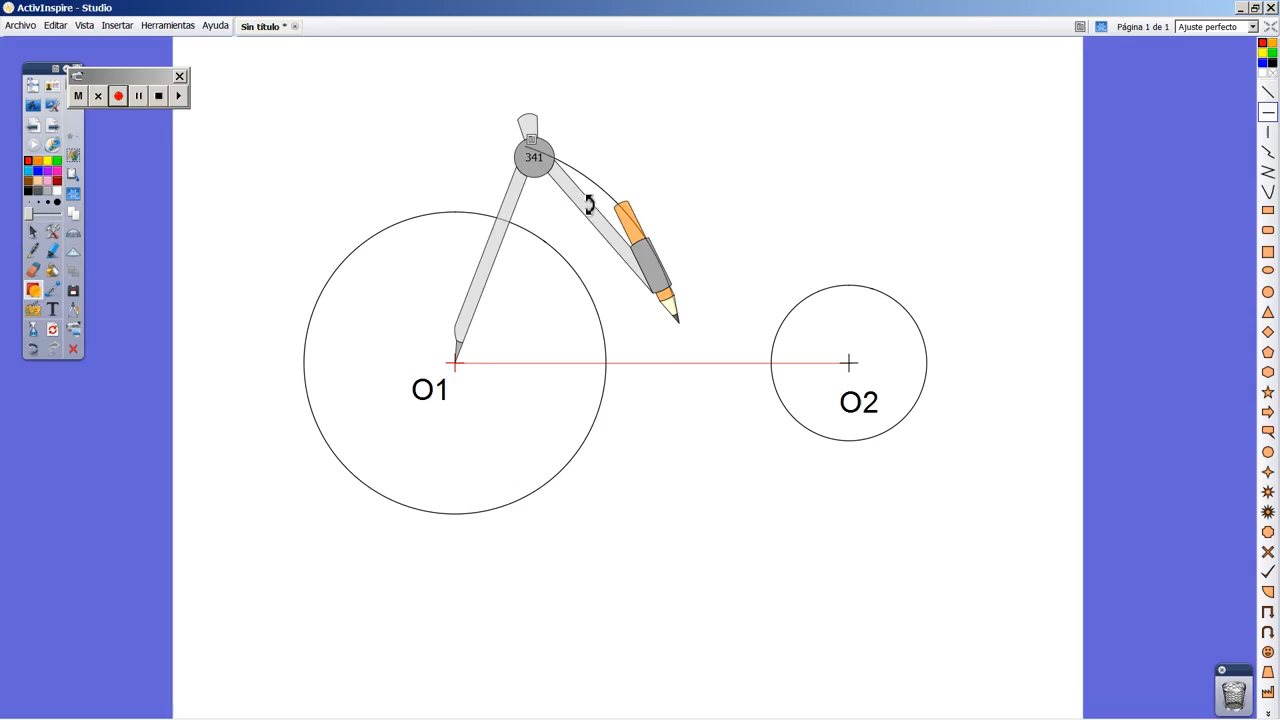 ActivInspire - Studio
Archivo Editar Vista Insertar Herramientas Ayuda Sin título * Página 1 de 1 Ajuste perfecto
M
341
O1
O2
T